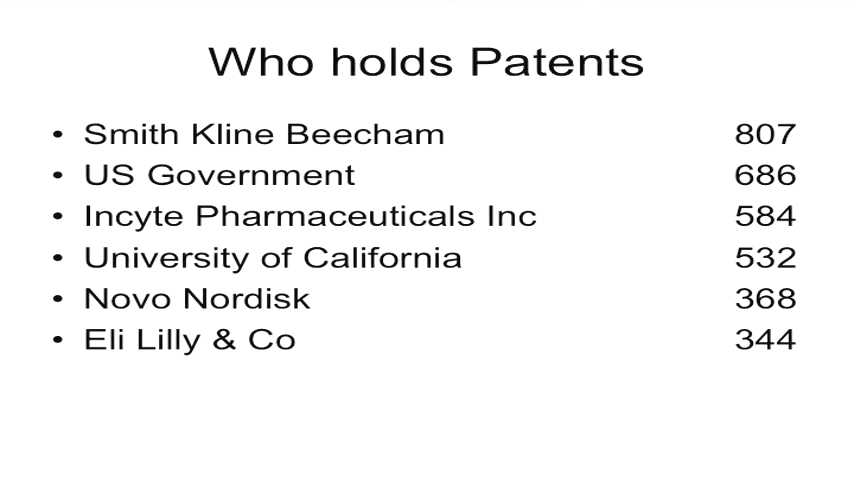 Who holds Patents
• Smith Kline Beecham 807
• US Government 686
• Incyte Pharmaceuticals Inc 584
• University of California 532
• Novo Nordisk 368
• Eli Lilly & Co 344